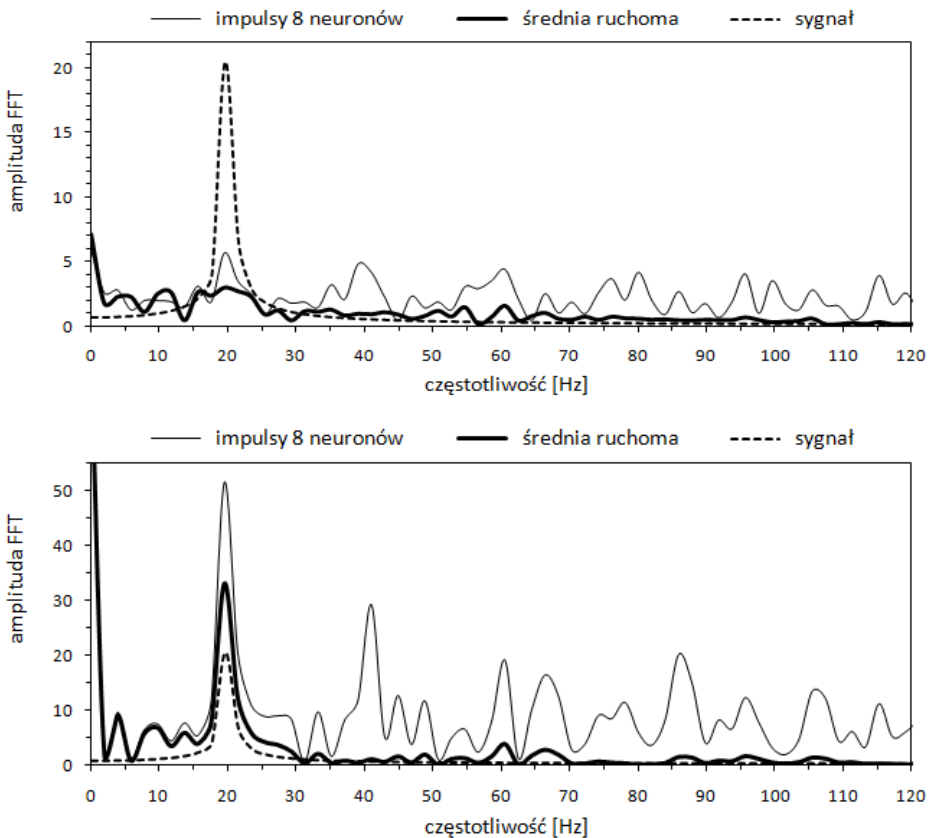 impulsy 8 neuronów średnia ruchoma sygnał
amplituda FFT
20
15
10
5
0
0 10 20 30 40 50 60 70 80 90 100 110 120
częstotliwość [Hz]
impulsy 8 neuronów średnia ruchoma sygnał
amplituda FFT
50
40
30
20
10
0
0 10 20 30 40 50 60 70 80 90 100 110 120
częstotliwość [Hz]